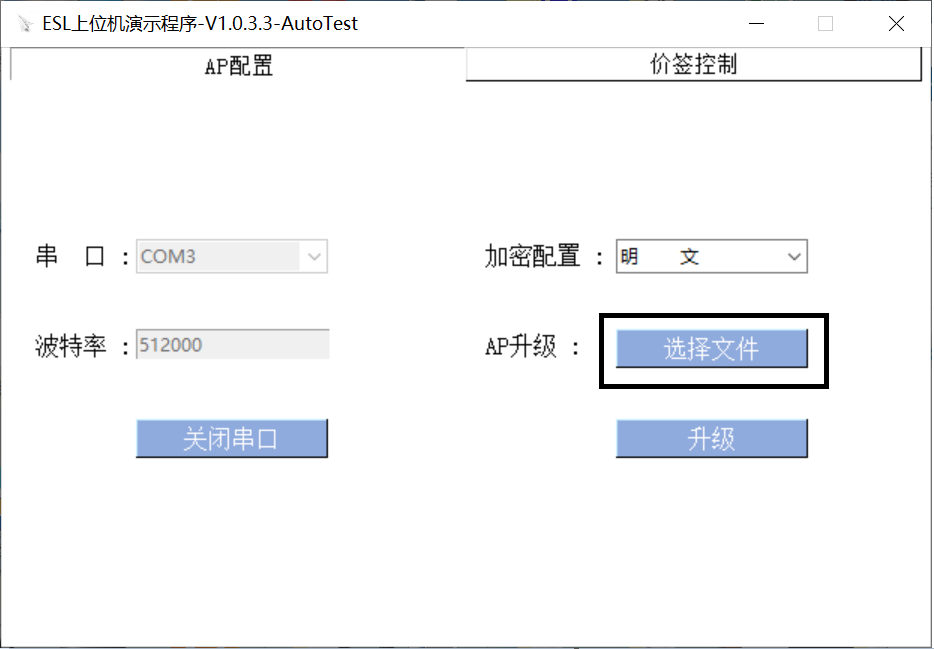 ESL上位机演示程序-V1.0.3.3-AutoTest
AP配置 价签控制
串 口 : COM3 加密配置 : 明 文
波特率 : 512000 AP升级 : 选择文件
关闭串口 升级